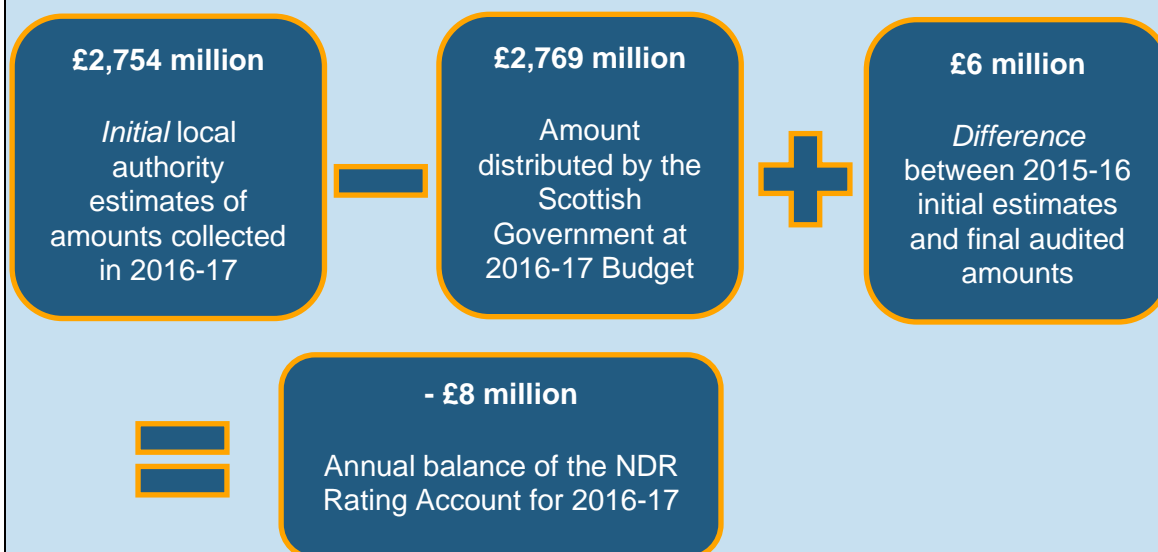 £2,754 million
Initial local
authority
estimates of
amounts collected
in 2016-17
£2,769 million
Amount
distributed by the
Scottish
Government at
2016-17 Budget
£6 million
Difference
between 2015-16
initial estimates
and final audited
amounts
- £8 million
Annual balance of the NDR
Rating Account for 2016-17